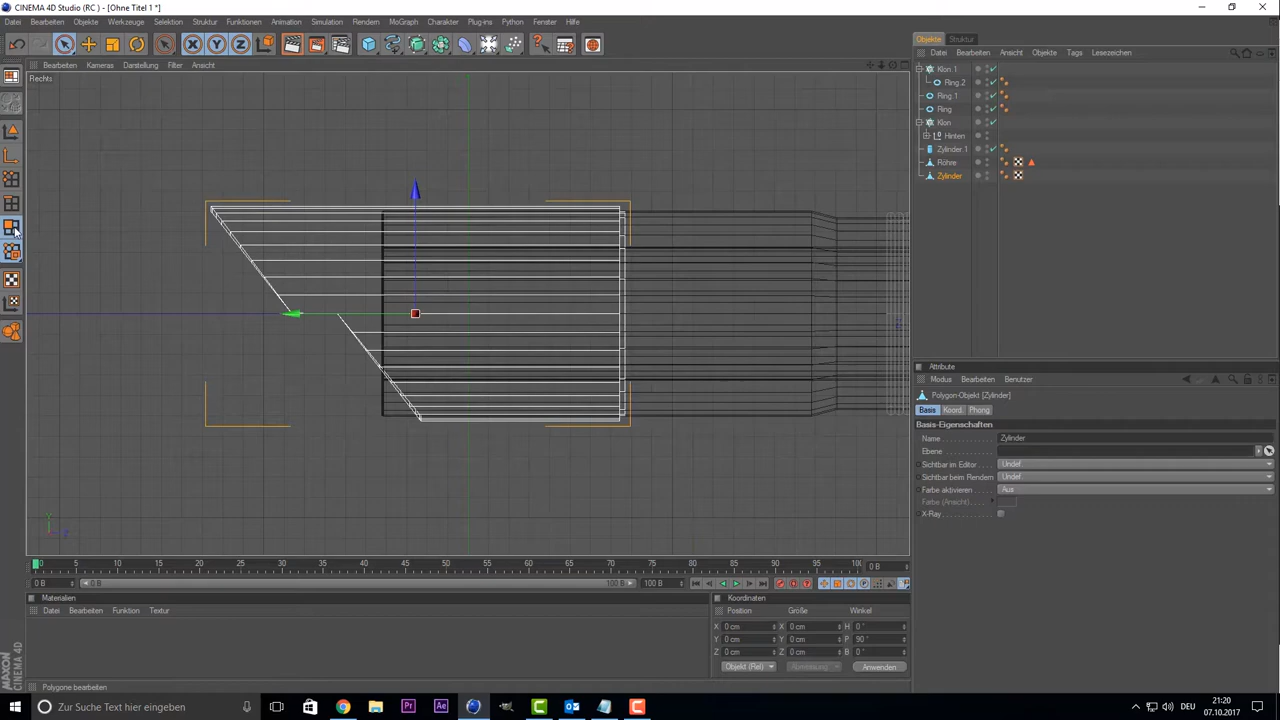 CINEMA 4D Studio (RC ) - [Ohne Titel 1 *]
Datei Bearbeiten Objekte Werkzeuge Selektion Struktur Funktionen Animation Simulation Rendern MoGraph Charakter Plug-ins Python Fenster Hilfe
Objekte Struktur
Datei Bearbeiten Ansicht Objekte Tags Lesezeichen
Bearbeiten Kameras Darstellung Filter Ansicht
Rechts
Klon.1
Ring.2
Ring.1
Ring
Klon
Hinten
Zylinder.1
Röhre
Zylinder
Attribute
Modus Bearbeiten Benutzer
Polygon-Objekt [Zylinder]
Basis Koord. Phong
Basis-Eigenschaften
Name Zylinder
Ebene
Sichtbar im Editor Undef.
Sichtbar beim Rendern Undef.
Farbe aktivieren Aus
Farbe (Ansicht)
X-Ray
Y Z
0 5 10 15 20 25 30 35 40 45 50 55 60 65 70 75 80 85 90 95 100 0 B
0 B 0 B 100 B 100 B
Materialien
Datei Bearbeiten Funktion Textur
Koordinaten
Position Größe Winkel
X 0 cm X 0 cm H 0 °
Y 0 cm Y 0 cm P 90 °
Z 0 cm Z 0 cm B 0 °
Objekt (Rel) Abmessung Anwenden
MAXON CINEMA 4D
Polygone bearbeiten
Zur Suche Text hier eingeben
Pr Ae
DEU
21:20
07.10.2017